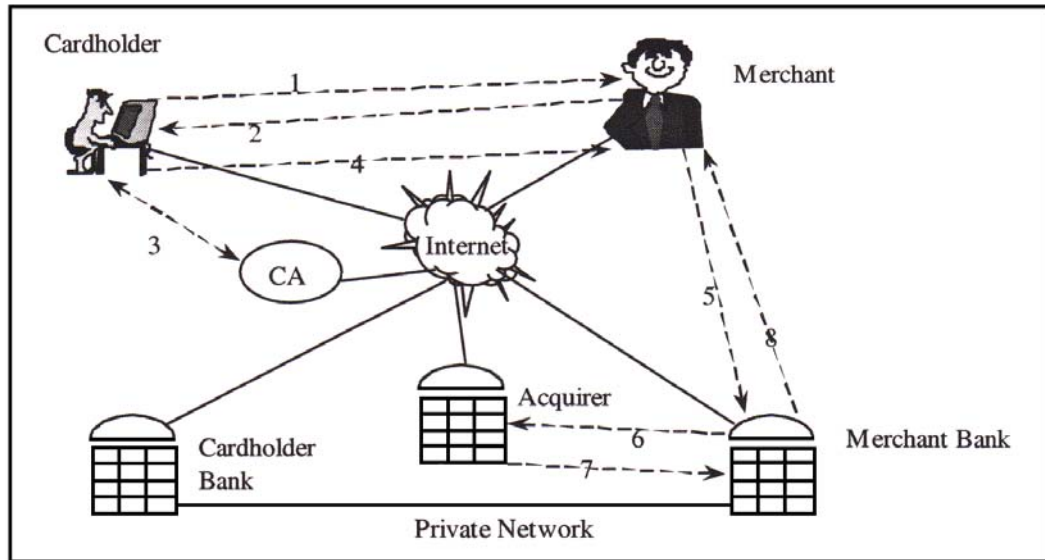 Cardholder
Merchant
1
2
4
3
CA
Internet
5
8
Acquirer
6
7
Cardholder
Bank
Merchant Bank
Private Network